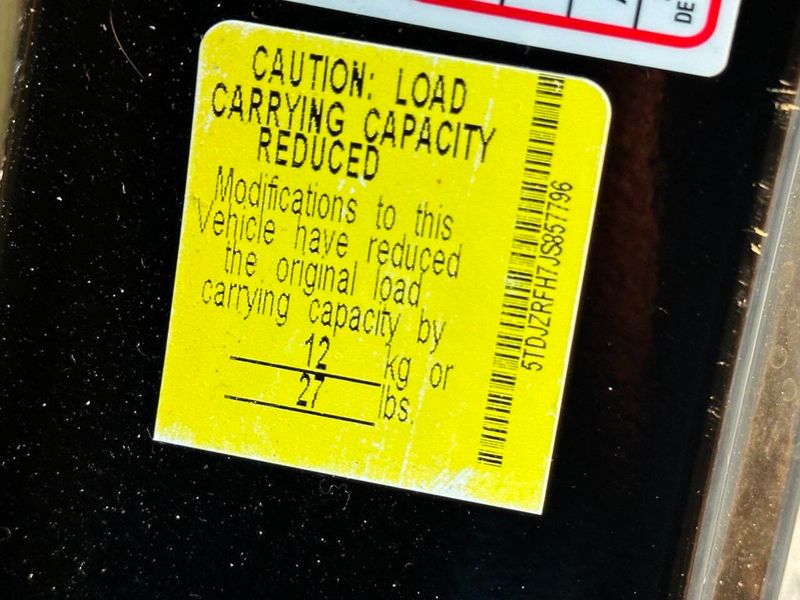 DE
CAUTION: LOAD
CARRYING CAPACITY
REDUCED
Modifications to this
Vehicle have reduced
the original load
carrying capacity by
12 kg or
27 lbs.
5TDJZRFH7JS857796